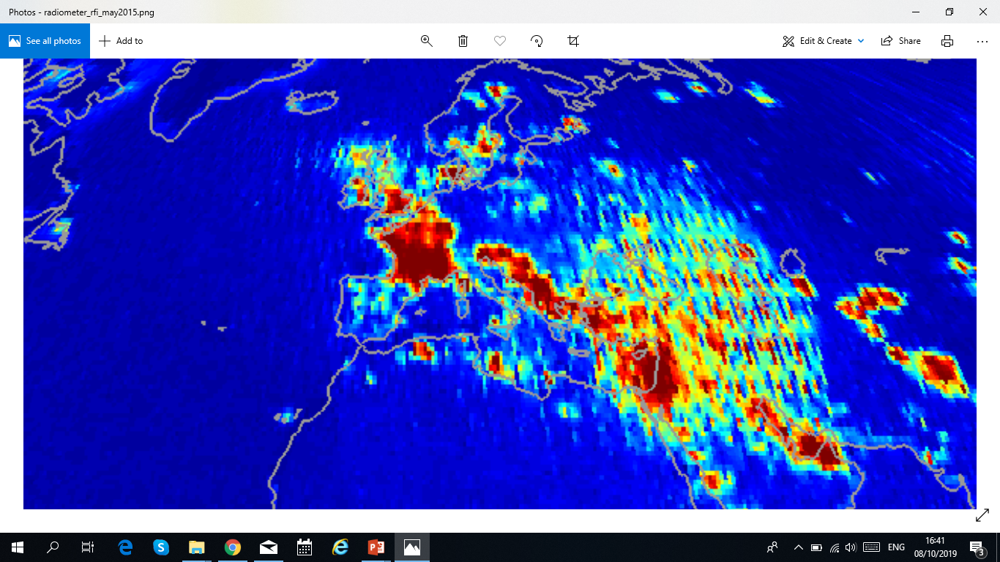 Photos - radiometer_rfi_may2015.png
See all photos
Add to
Edit & Create
Share
ENG
16:41
08/10/2019
3